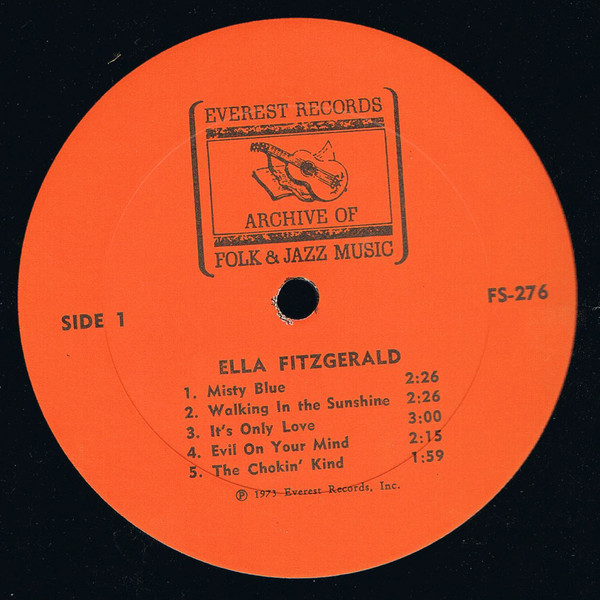 EVEREST RECORDS
ARCHIVE OF
FOLK & JAZZ MUSIC
SIDE 1
FS-276
ELLA FITZGERALD
1. Misty Blue 2:26
2. Walking In the Sunshine 2:26
3. It's Only Love 3:00
4. Evil On Your Mind 2:15
5. The Chokin' Kind 1:59
℗ 1973 Everest Records, Inc.